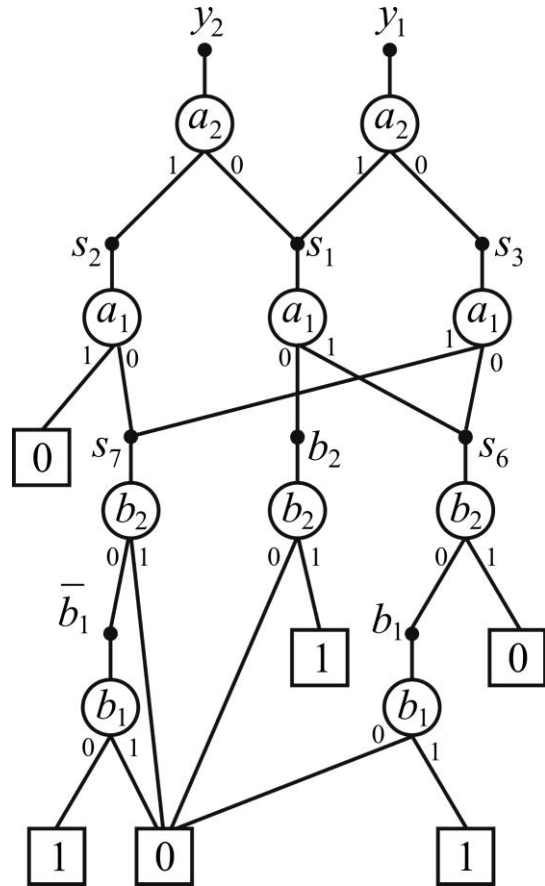 y2 y1
a2 a2
1 0 1 0
s2 s1 s3
a1 a1 a1
1 0 0 1 1 0
0 s7 b2 s6
b2 b2 b2
0 1 0 1 0 1
b̅1 1 b1 0
b1 b1
0 1 0 1
1 0 1